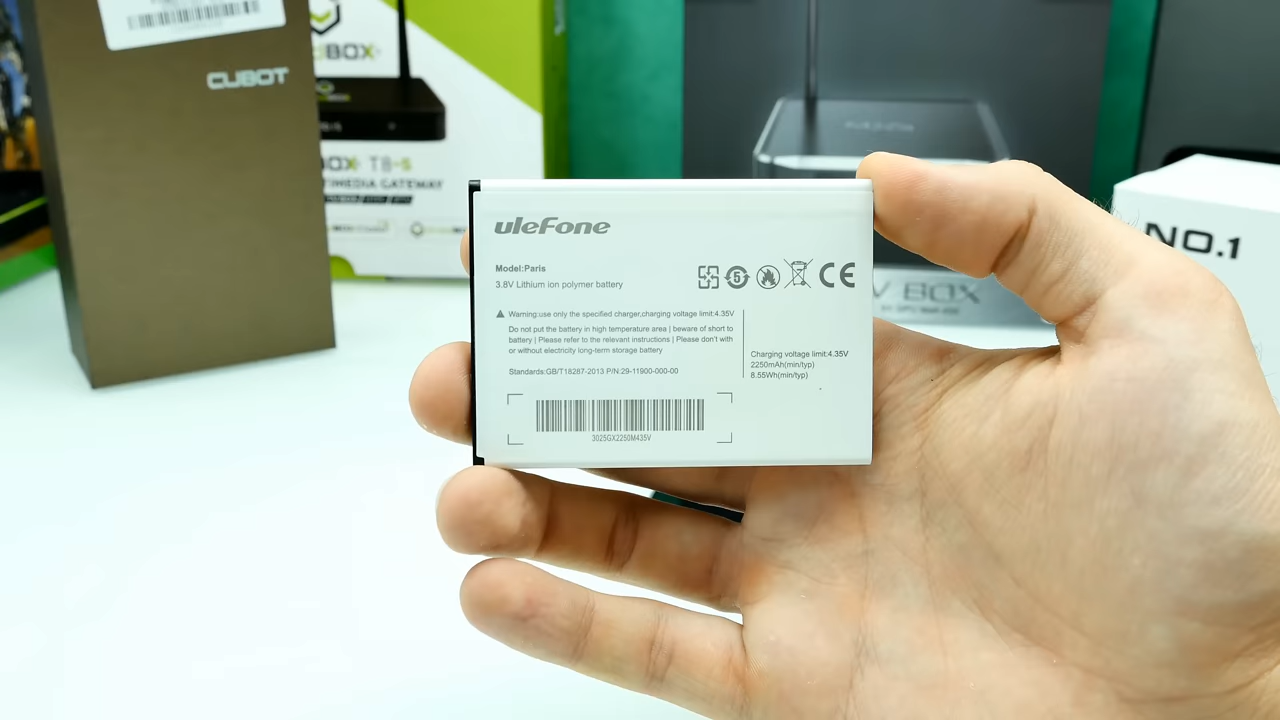 CUBOT
BOX
BOX T8-5
TIMEDIA GATEWAY
NO.1
V BOX
uleFone
Model:Paris
3.8V Lithium ion polymer battery
5
CE
Warning:use only the specified charger,charging voltage limit:4.35V
Do not put the battery in high temperature area | beware of short to
battery | Please refer to the relevant instructions | Please don't with
or without electricity long-term storage battery
Standards:GB/T18287-2013 P/N:29-11900-000-00
Charging voltage limit:4.35V
2250mAh(min/typ)
8.55Wh(min/typ)
3025GX2250M435V